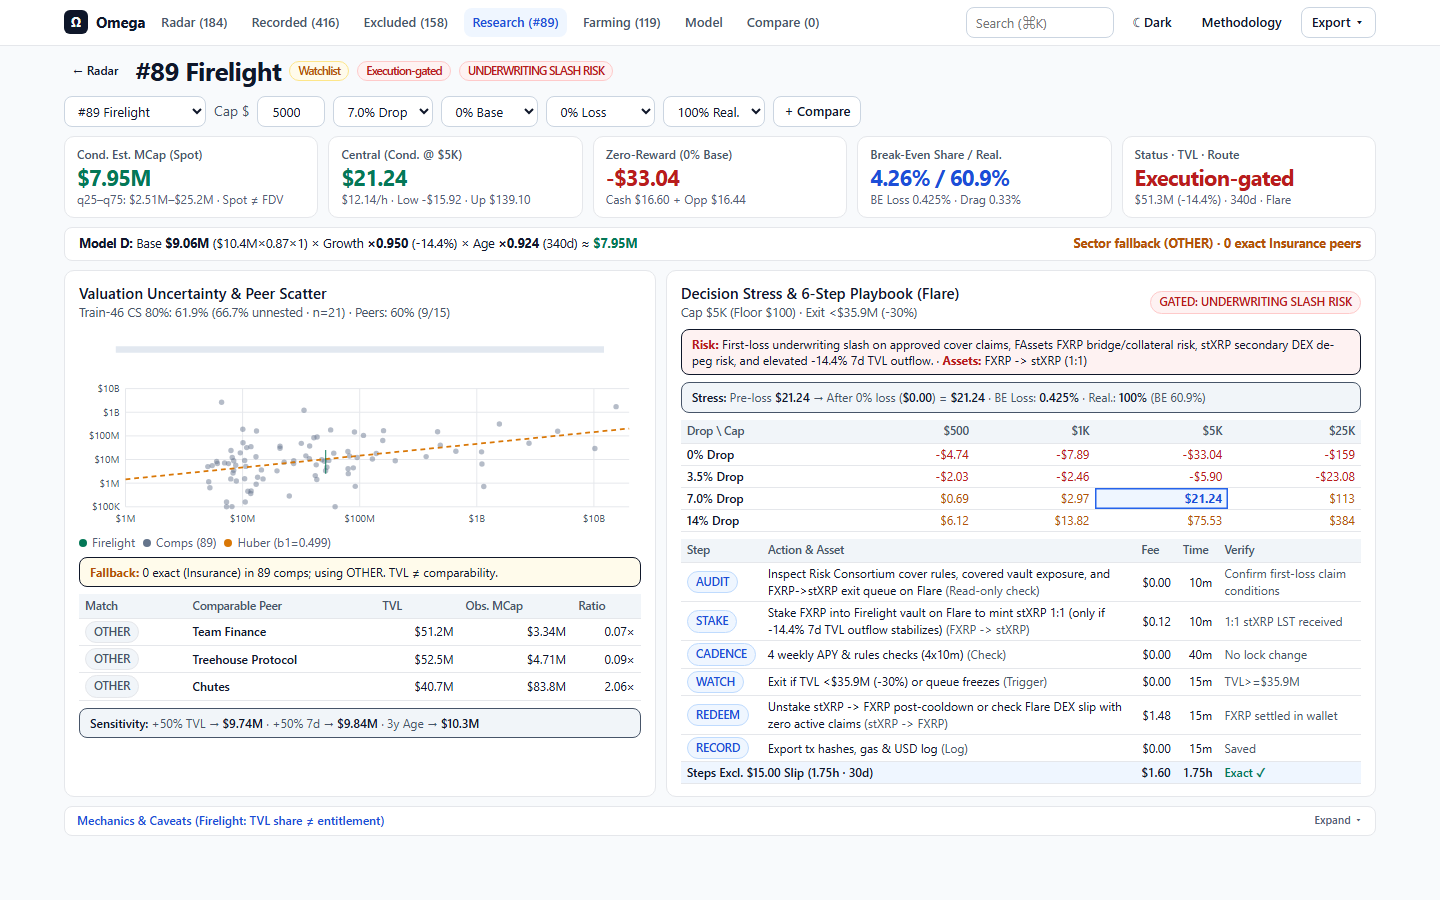 Ω Omega Radar (184) Recorded (416) Excluded (158) Research (#89) Farming (119) Model Compare (0) Search (⌘K) ☾ Dark Methodology Export ▾
← Radar #89 Firelight Watchlist Execution-gated UNDERWRITING SLASH RISK
#89 Firelight Cap $ 5000 7.0% Drop 0% Base 0% Loss 100% Real. + Compare
Cond. Est. MCap (Spot)
$7.95M
q25–q75: $2.51M–$25.2M · Spot ≠ FDV
Central (Cond. @ $5K)
$21.24
$12.14/h · Low -$15.92 · Up $139.10
Zero-Reward (0% Base)
-$33.04
Cash $16.60 + Opp $16.44
Break-Even Share / Real.
4.26% / 60.9%
BE Loss 0.425% · Drag 0.33%
Status · TVL · Route
Execution-gated
$51.3M (-14.4%) · 340d · Flare
Model D: Base $9.06M ($10.4M×0.87×1) × Growth ×0.950 (-14.4%) × Age ×0.924 (340d) ≈ $7.95M
Sector fallback (OTHER) · 0 exact Insurance peers
Valuation Uncertainty & Peer Scatter
Train-46 CS 80%: 61.9% (66.7% unnested · n=21) · Peers: 60% (9/15)
$10B
$1B
$100M
$10M
$1M
$100K
$1M $10M $100M $1B $10B
Firelight Comps (89) Huber (b1=0.499)
Fallback: 0 exact (Insurance) in 89 comps; using OTHER. TVL ≠ comparability.
Match Comparable Peer TVL Obs. MCap Ratio
OTHER Team Finance $51.2M $3.34M 0.07×
OTHER Treehouse Protocol $52.5M $4.71M 0.09×
OTHER Chutes $40.7M $83.8M 2.06×
Sensitivity: +50% TVL → $9.74M · +50% 7d → $9.84M · 3y Age → $10.3M
Decision Stress & 6-Step Playbook (Flare)
Cap $5K (Floor $100) · Exit <$35.9M (-30%)
GATED: UNDERWRITING SLASH RISK
Risk: First-loss underwriting slash on approved cover claims, FAssets FXRP bridge/collateral risk, stXRP secondary DEX de-
peg risk, and elevated -14.4% 7d TVL outflow. · Assets: FXRP -> stXRP (1:1)
Stress: Pre-loss $21.24 → After 0% loss ($0.00) = $21.24 · BE Loss: 0.425% · Real.: 100% (BE 60.9%)
Drop \ Cap $500 $1K $5K $25K
0% Drop -$4.74 -$7.89 -$33.04 -$159
3.5% Drop -$2.03 -$2.46 -$5.90 -$23.08
7.0% Drop $0.69 $2.97 $21.24 $113
14% Drop $6.12 $13.82 $75.53 $384
Step Action & Asset Fee Time Verify
AUDIT Inspect Risk Consortium cover rules, covered vault exposure, and $0.00 10m Confirm first-loss claim
FXRP->stXRP exit queue on Flare (Read-only check) conditions
STAKE Stake FXRP into Firelight vault on Flare to mint stXRP 1:1 (only if $0.12 10m 1:1 stXRP LST received
-14.4% 7d TVL outflow stabilizes) (FXRP -> stXRP)
CADENCE 4 weekly APY & rules checks (4x10m) (Check) $0.00 40m No lock change
WATCH Exit if TVL <$35.9M (-30%) or queue freezes (Trigger) $0.00 15m TVL>=$35.9M
REDEEM Unstake stXRP -> FXRP post-cooldown or check Flare DEX slip with $1.48 15m FXRP settled in wallet
zero active claims (stXRP -> FXRP)
RECORD Export tx hashes, gas & USD log (Log) $0.00 15m Saved
Steps Excl. $15.00 Slip (1.75h · 30d) $1.60 1.75h Exact ✓
Mechanics & Caveats (Firelight: TVL share ≠ entitlement) Expand ▾